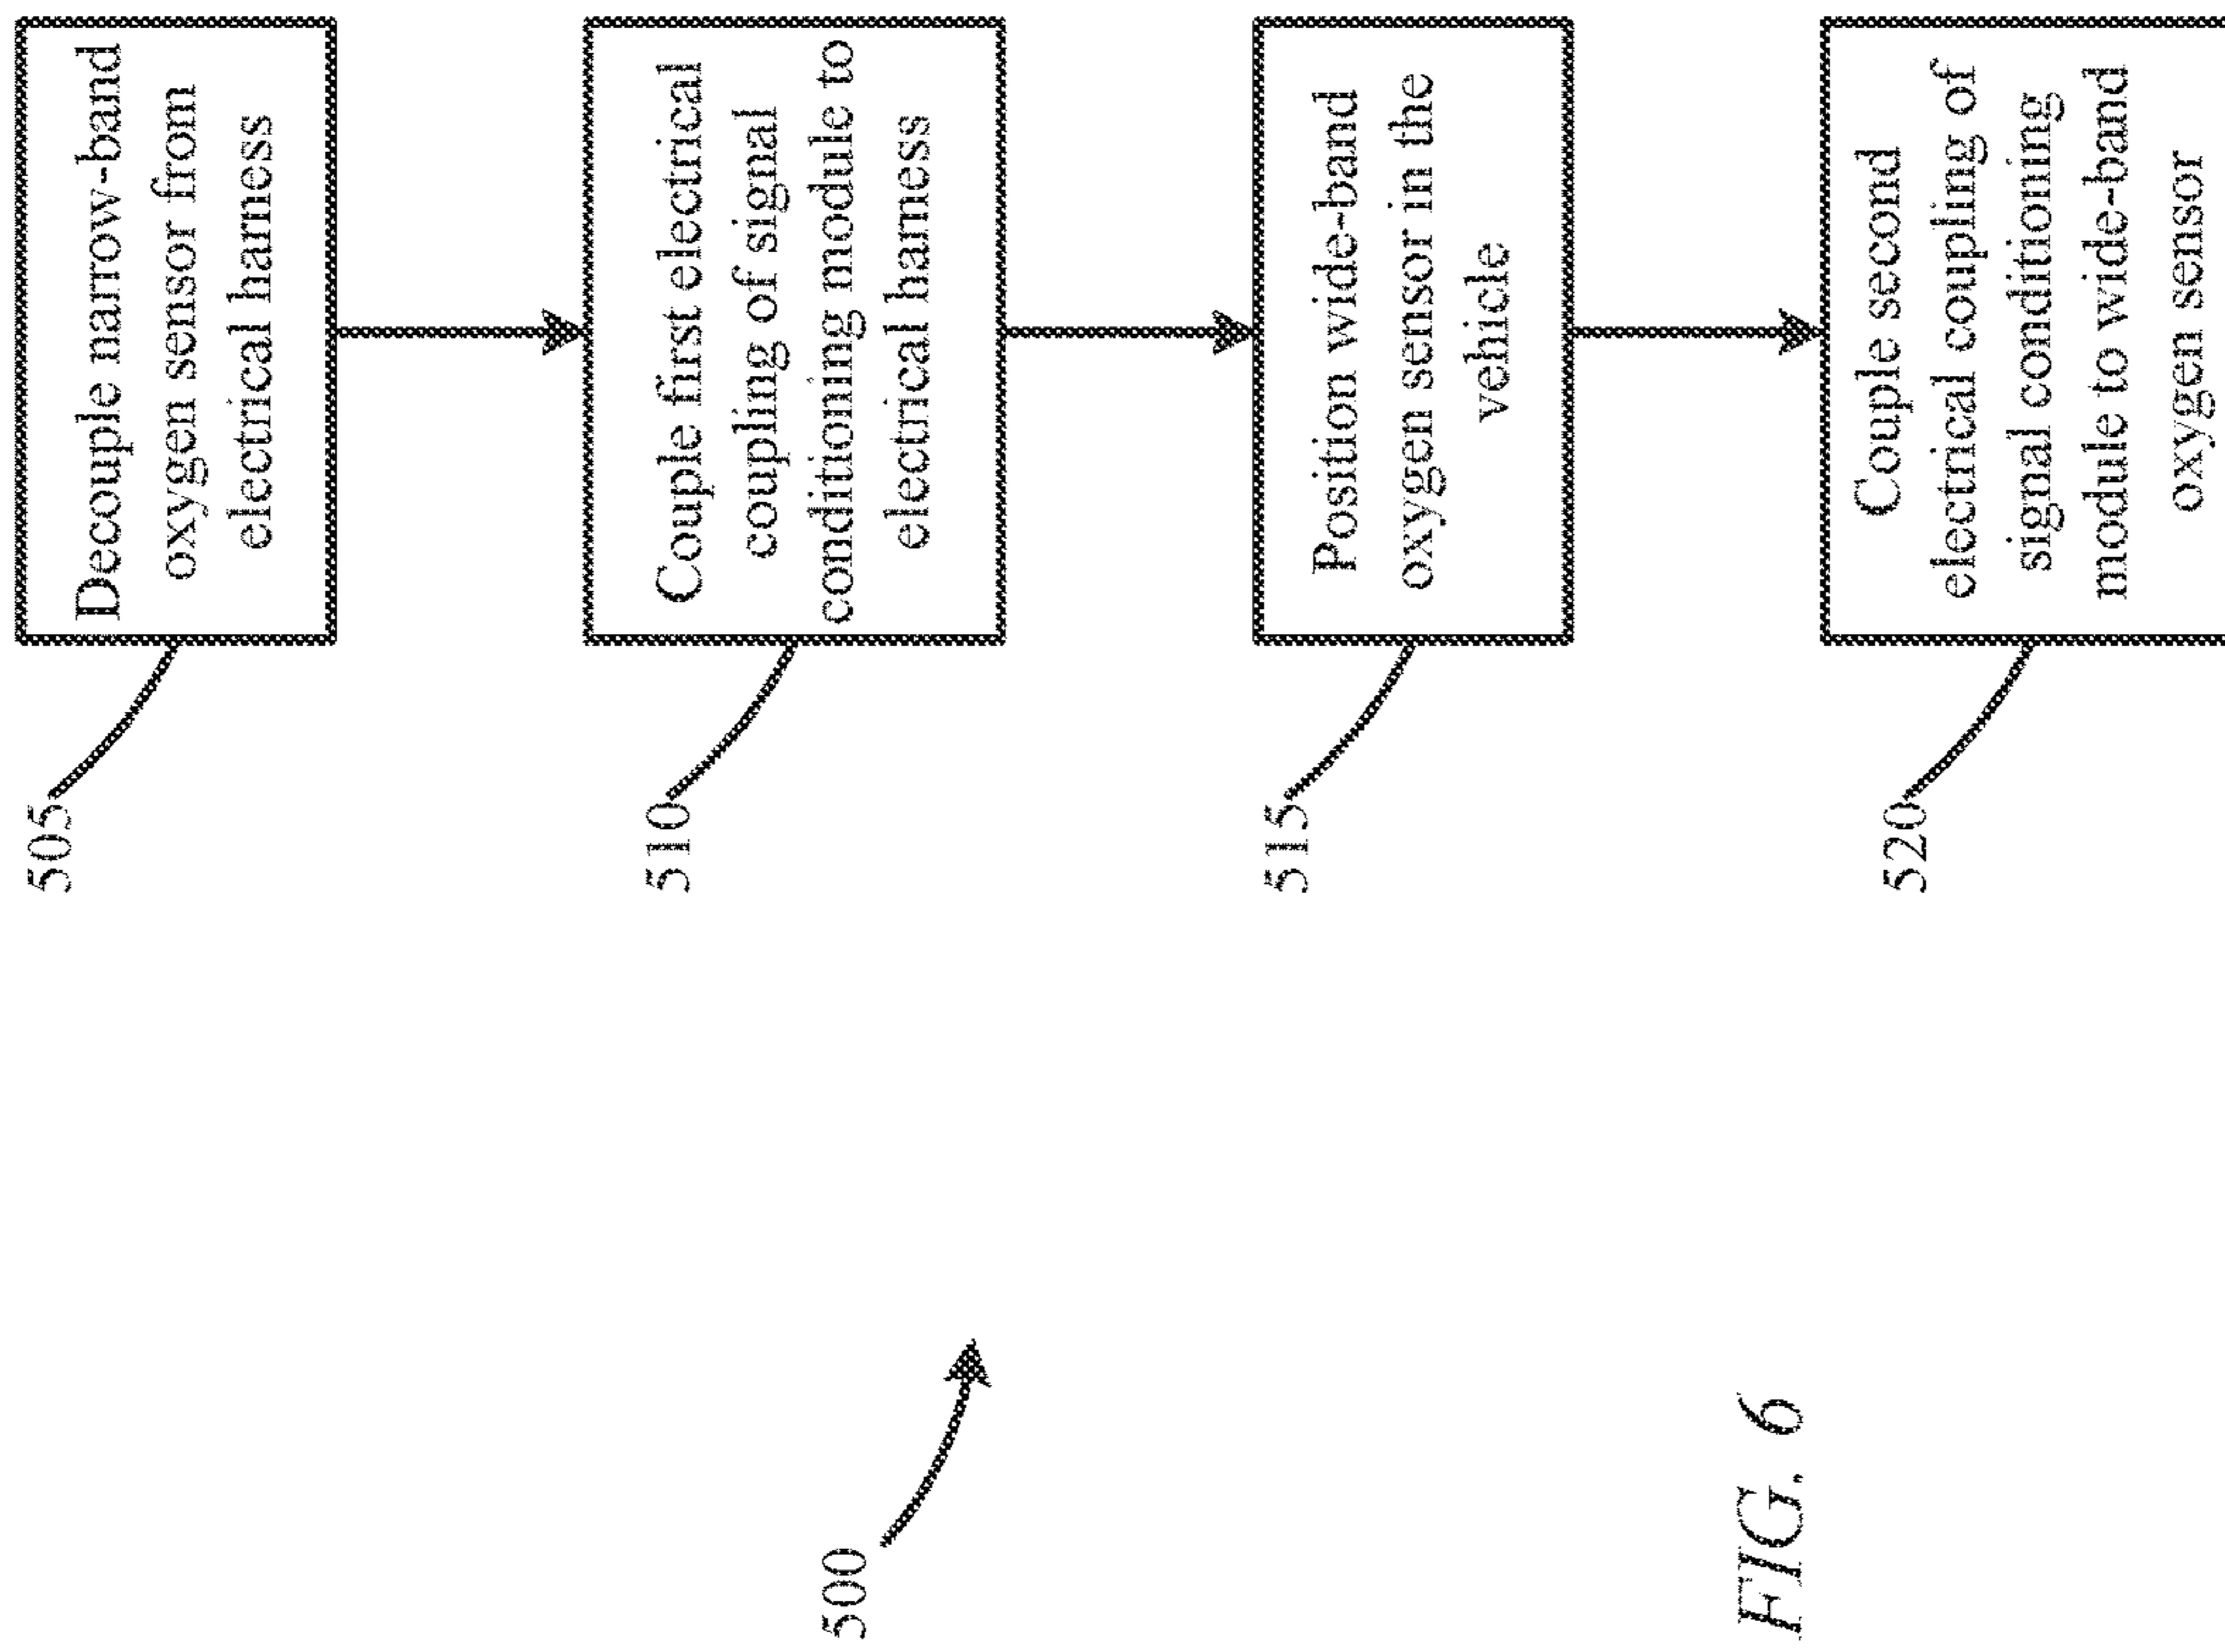 500
505
Decouple narrow-band
oxygen sensor from
electrical harness
510
Couple first electrical
coupling of signal
conditioning module to
electrical harness
515
Position wide-band
oxygen sensor in the
vehicle
520
Couple second
electrical coupling of
signal conditioning
module to wide-band
oxygen sensor
FIG. 6